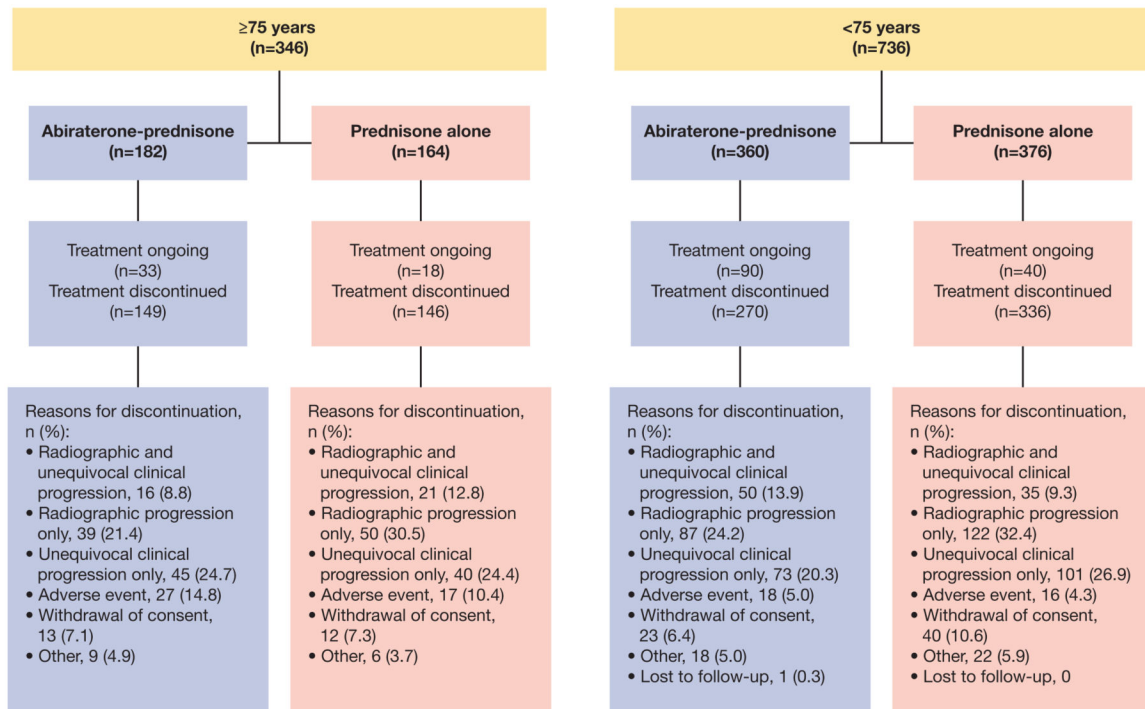 ≥75 years
(n=346)
Abiraterone-prednisone
(n=182)
Prednisone alone
(n=164)
Treatment ongoing
(n=33)
Treatment discontinued
(n=149)
Treatment ongoing
(n=18)
Treatment discontinued
(n=146)
Reasons for discontinuation,
n (%):
• Radiographic and
unequivocal clinical
progression, 16 (8.8)
• Radiographic progression
only, 39 (21.4)
• Unequivocal clinical
progression only, 45 (24.7)
• Adverse event, 27 (14.8)
• Withdrawal of consent,
13 (7.1)
• Other, 9 (4.9)
Reasons for discontinuation,
n (%):
• Radiographic and
unequivocal clinical
progression, 21 (12.8)
• Radiographic progression
only, 50 (30.5)
• Unequivocal clinical
progression only, 40 (24.4)
• Adverse event, 17 (10.4)
• Withdrawal of consent,
12 (7.3)
• Other, 6 (3.7)
<75 years
(n=736)
Abiraterone-prednisone
(n=360)
Prednisone alone
(n=376)
Treatment ongoing
(n=90)
Treatment discontinued
(n=270)
Treatment ongoing
(n=40)
Treatment discontinued
(n=336)
Reasons for discontinuation,
n (%):
• Radiographic and
unequivocal clinical
progression, 50 (13.9)
• Radiographic progression
only, 87 (24.2)
• Unequivocal clinical
progression only, 73 (20.3)
• Adverse event, 18 (5.0)
• Withdrawal of consent,
23 (6.4)
• Other, 18 (5.0)
• Lost to follow-up, 1 (0.3)
Reasons for discontinuation,
n (%):
• Radiographic and
unequivocal clinical
progression, 35 (9.3)
• Radiographic progression
only, 122 (32.4)
• Unequivocal clinical
progression only, 101 (26.9)
• Adverse event, 16 (4.3)
• Withdrawal of consent,
40 (10.6)
• Other, 22 (5.9)
• Lost to follow-up, 0